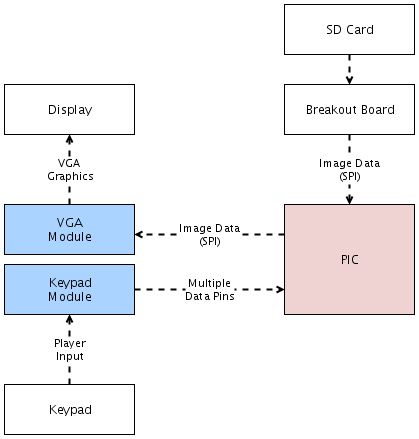 SD Card
Display
Breakout Board
VGA
Graphics
Image Data
(SPI)
VGA
Module
Image Data
(SPI)
PIC
Keypad
Module
Multiple
Data Pins
Player
Input
Keypad